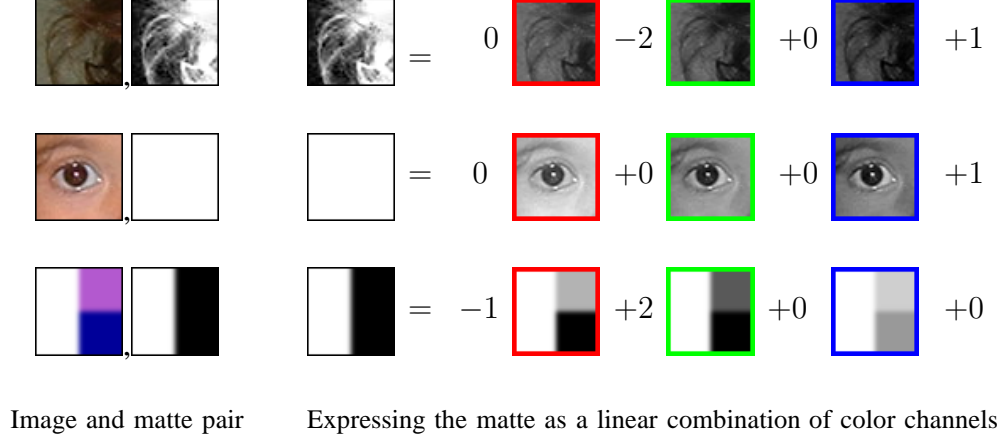 , = 0 −2 +0 +1
, = 0 +0 +0 +1
, = −1 +2 +0 +0
Image and matte pair Expressing the matte as a linear combination of color channels